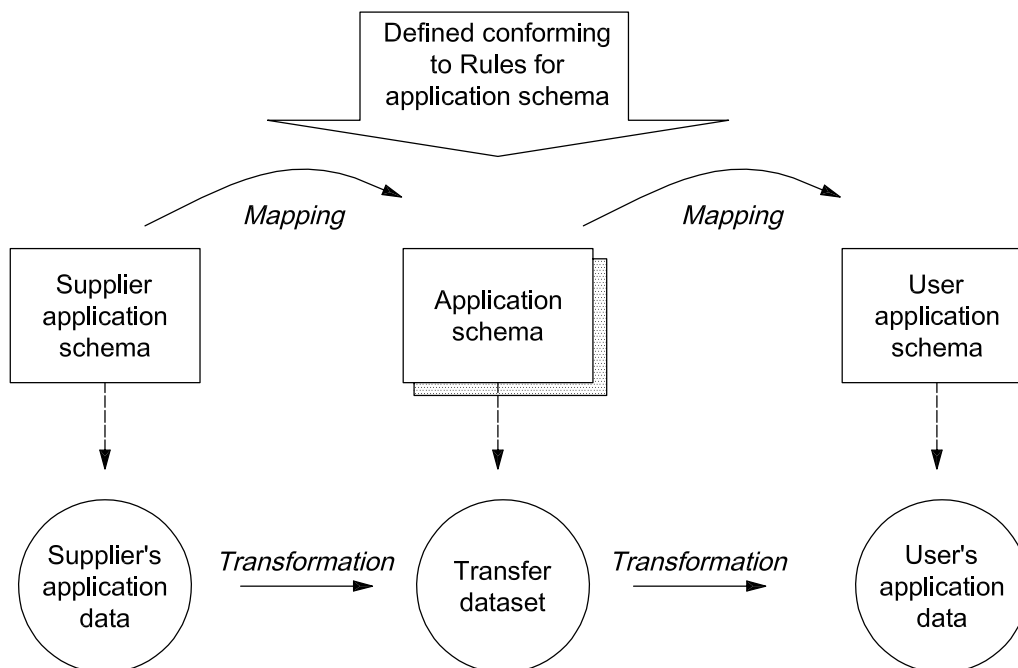 Defined conforming
to Rules for
application schema
Mapping
Mapping
Supplier
application
schema
Application
schema
User
application
schema
Supplier's
application
data
Transformation
Transfer
dataset
Transformation
User's
application
data